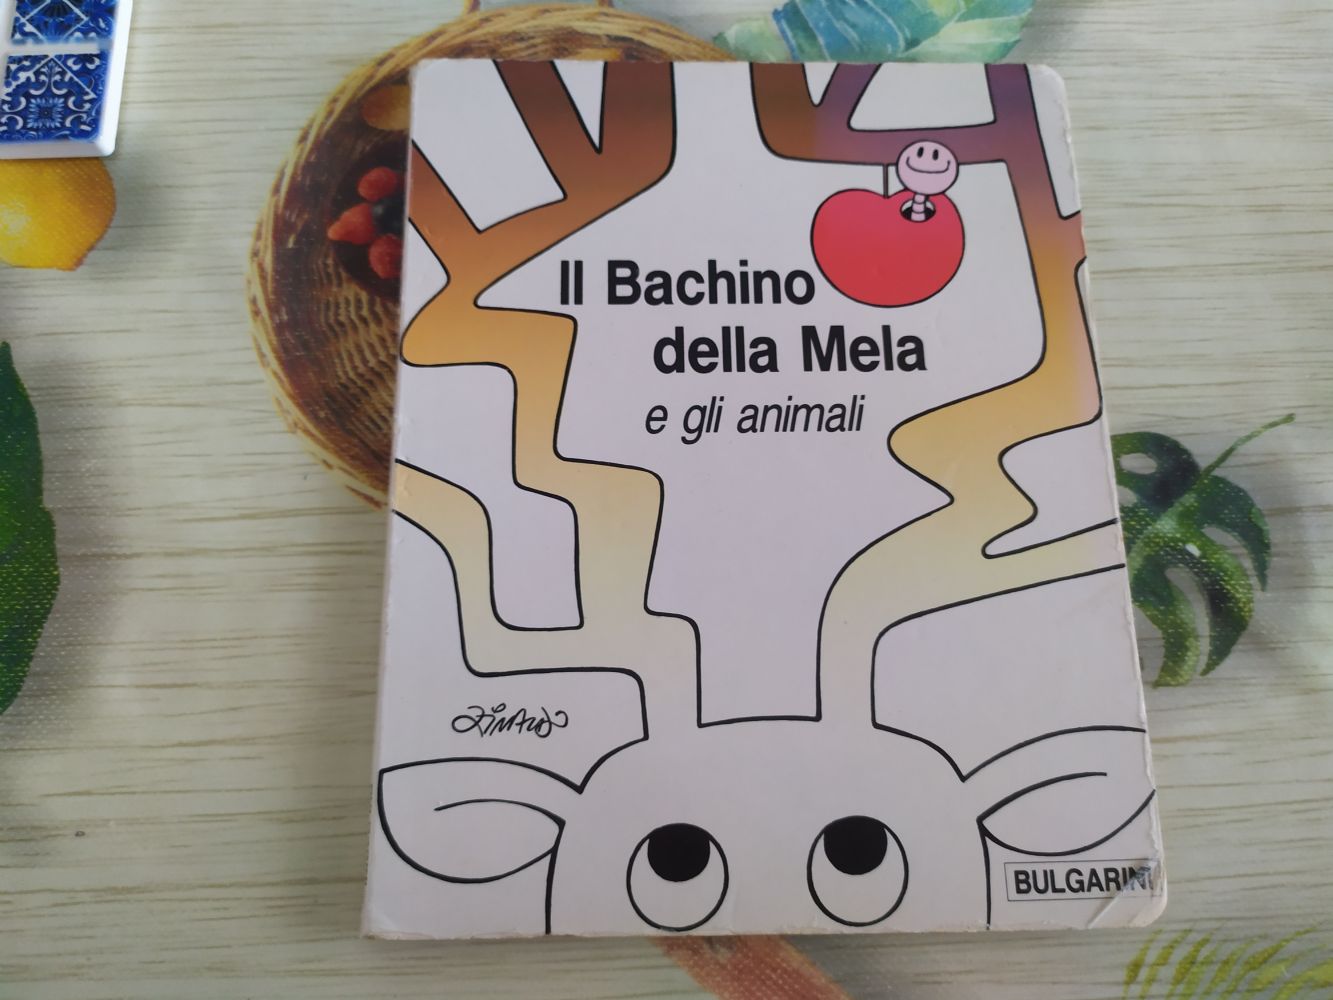 Il Bachino
della Mela
e gli animali
BULGARINI